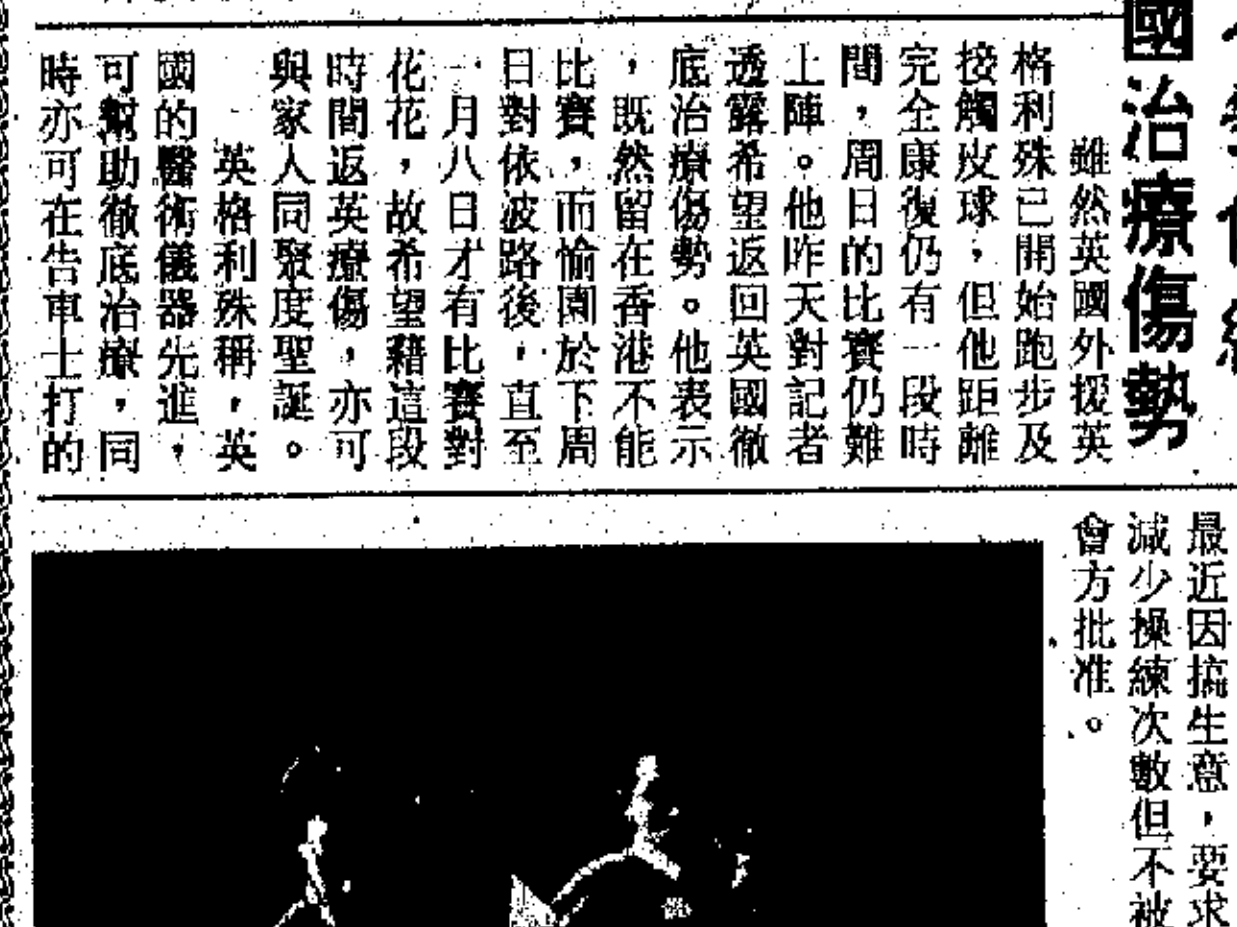 國治療傷勢
雖然英國外援英
格利殊已開始跑步及
接觸皮球，但他距離
完全康復仍有一段時
間，周日的比賽仍難
上陣。他昨天對記者
透露希望返回英國徹
底治療傷勢。他表示
，既然留在香港不能
比賽，而愉園於下周
日對依波路後，直至
一月八日才有比賽對
花花，故希望藉這段
時間返英療傷，亦可
與家人同聚度聖誕。
英格利殊稱，英
國的醫術儀器先進，
可幫助徹底治療，同
時亦可在告車士打的
最近因搞生意，要求
減少操練次數但不被
會方批准。